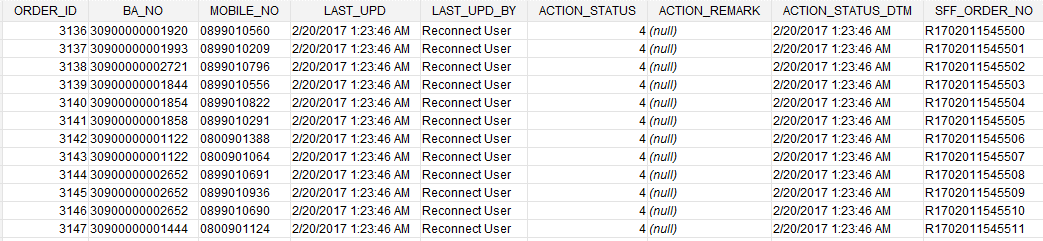 ORDER_ID BA_NO MOBILE_NO LAST_UPD LAST_UPD_BY ACTION_STATUS ACTION_REMARK ACTION_STATUS_DTM SFF_ORDER_NO
3136 30900000001920 0899010560 2/20/2017 1:23:46 AM Reconnect User 4 (null) 2/20/2017 1:23:46 AM R1702011545500
3137 30900000001993 0899010209 2/20/2017 1:23:46 AM Reconnect User 4 (null) 2/20/2017 1:23:46 AM R1702011545501
3138 30900000002721 0899010796 2/20/2017 1:23:46 AM Reconnect User 4 (null) 2/20/2017 1:23:46 AM R1702011545502
3139 30900000001844 0899010556 2/20/2017 1:23:46 AM Reconnect User 4 (null) 2/20/2017 1:23:46 AM R1702011545503
3140 30900000001854 0899010822 2/20/2017 1:23:46 AM Reconnect User 4 (null) 2/20/2017 1:23:46 AM R1702011545504
3141 30900000001858 0899010291 2/20/2017 1:23:46 AM Reconnect User 4 (null) 2/20/2017 1:23:46 AM R1702011545505
3142 30900000001122 0800901388 2/20/2017 1:23:46 AM Reconnect User 4 (null) 2/20/2017 1:23:46 AM R1702011545506
3143 30900000001122 0800901064 2/20/2017 1:23:46 AM Reconnect User 4 (null) 2/20/2017 1:23:46 AM R1702011545507
3144 30900000002652 0899010691 2/20/2017 1:23:46 AM Reconnect User 4 (null) 2/20/2017 1:23:46 AM R1702011545508
3145 30900000002652 0899010936 2/20/2017 1:23:46 AM Reconnect User 4 (null) 2/20/2017 1:23:46 AM R1702011545509
3146 30900000002652 0899010690 2/20/2017 1:23:46 AM Reconnect User 4 (null) 2/20/2017 1:23:46 AM R1702011545510
3147 30900000001444 0800901124 2/20/2017 1:23:46 AM Reconnect User 4 (null) 2/20/2017 1:23:46 AM R1702011545511